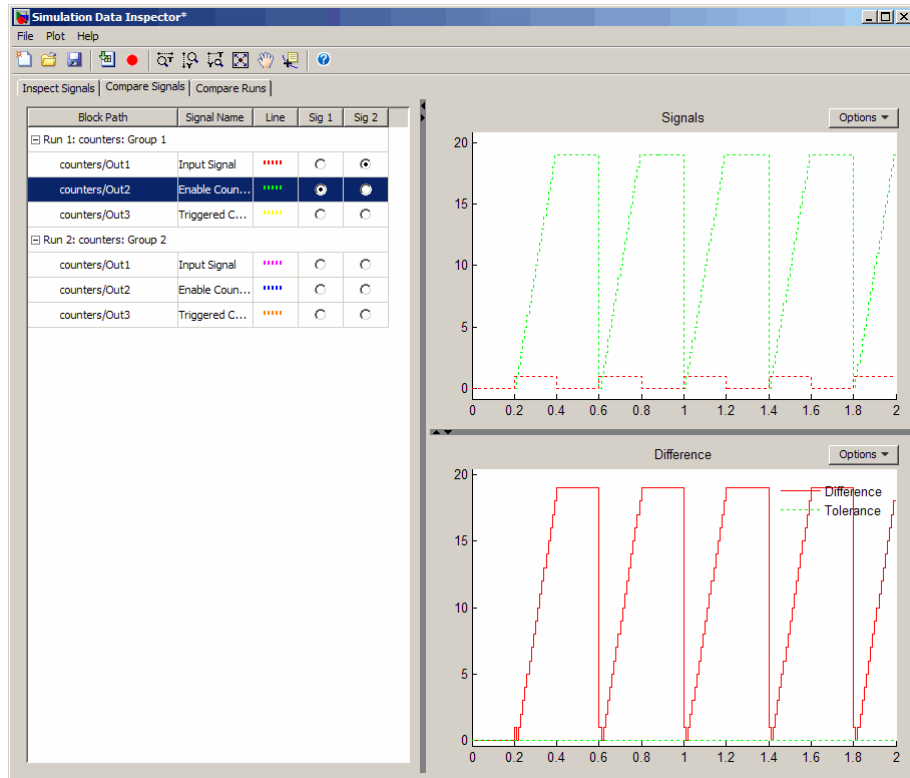 Simulation Data Inspector*
File Plot Help
Inspect Signals Compare Signals Compare Runs
Block Path Signal Name Line Sig 1 Sig 2
Run 1: counters: Group 1
counters/Out1 Input Signal
counters/Out2 Enable Coun...
counters/Out3 Triggered C...
Run 2: counters: Group 2
counters/Out1 Input Signal
counters/Out2 Enable Coun...
counters/Out3 Triggered C...
Signals Options
20
15
10
5
0
0 0.2 0.4 0.6 0.8 1 1.2 1.4 1.6 1.8 2
Difference Options
20
15
10
5
0
Difference
Tolerance
0 0.2 0.4 0.6 0.8 1 1.2 1.4 1.6 1.8 2